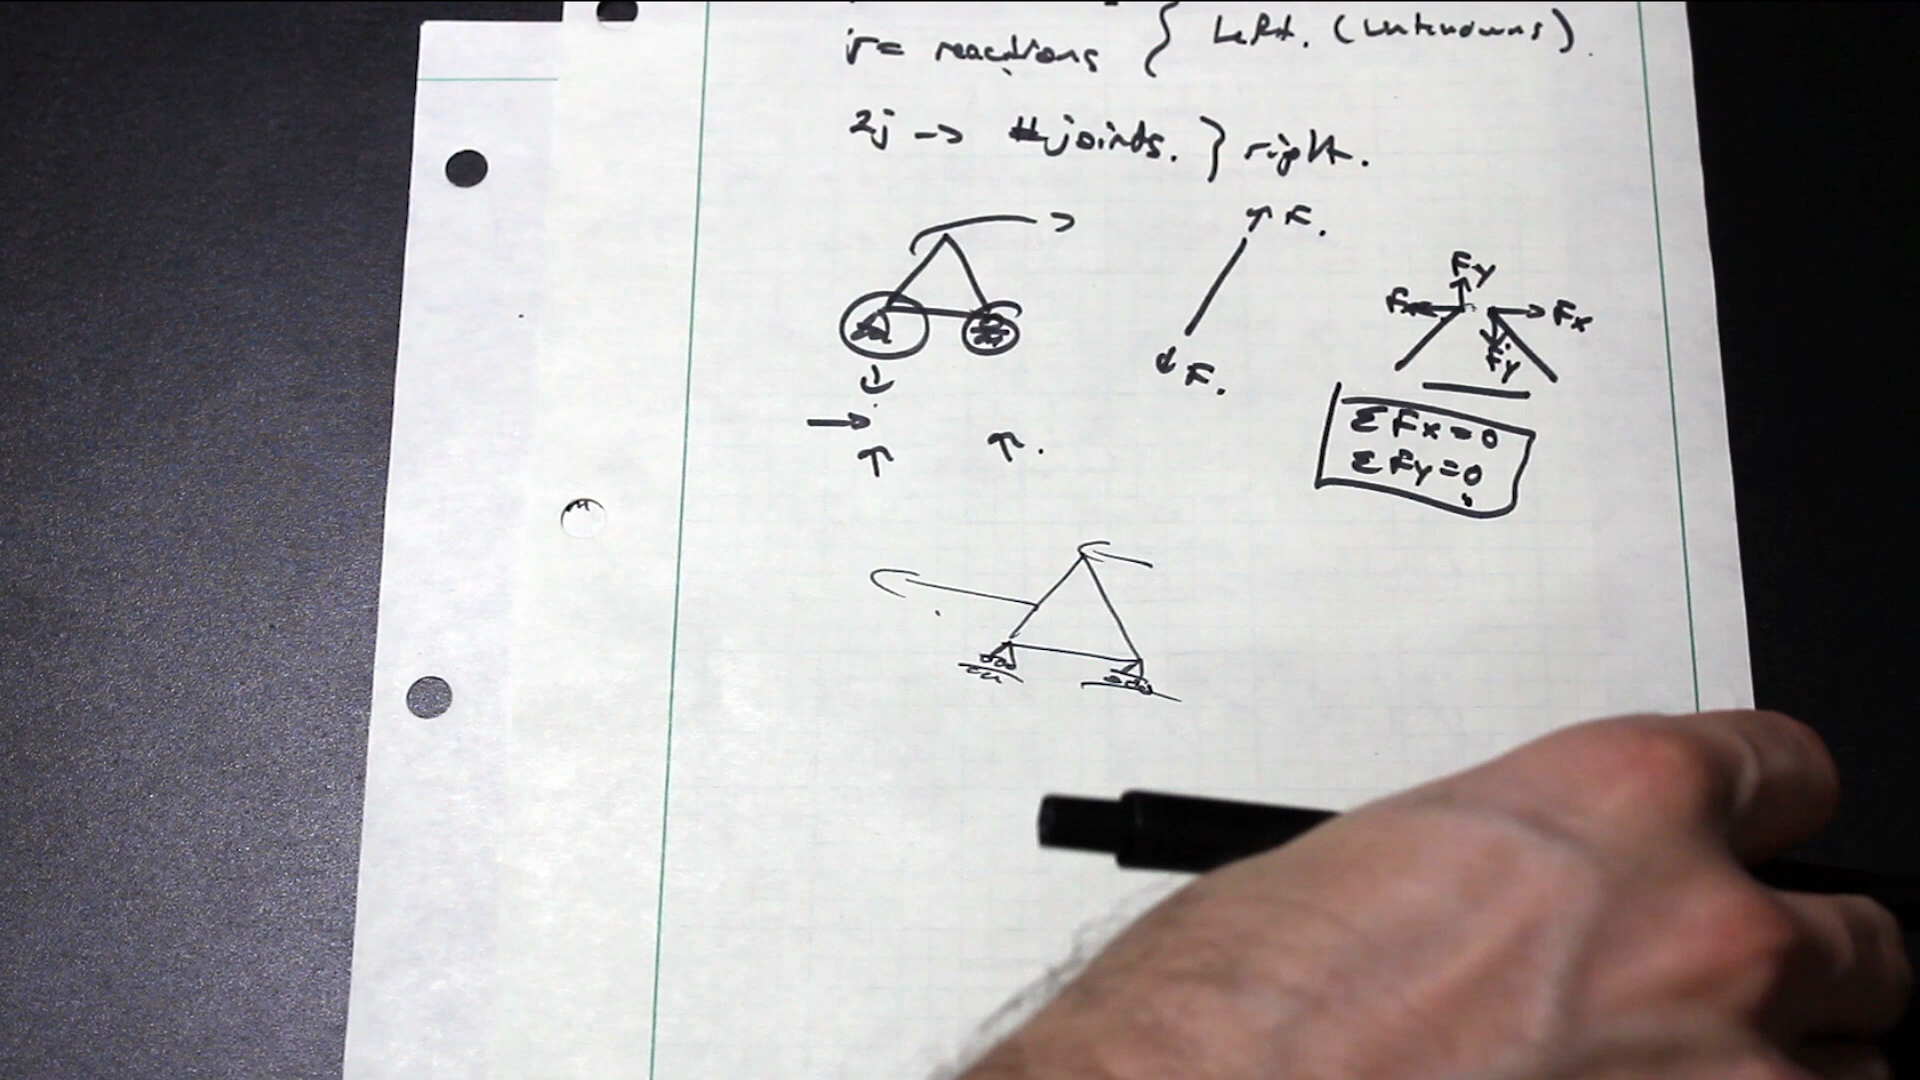 r = reactions } Left. (unknowns).
2j -> # joints. } right.
F.
F.
Fy
Fx
Fx
Fy
ΣFx=0
ΣFy=0